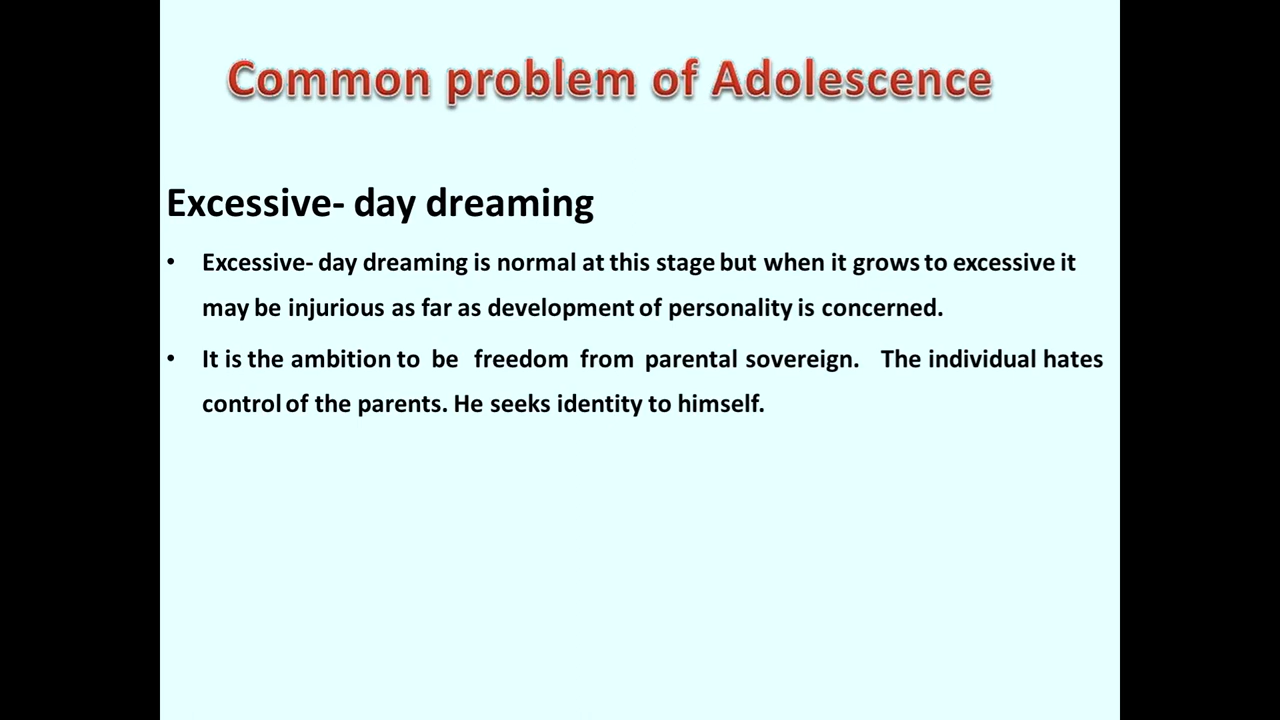 Common problem of Adolescence
Excessive- day dreaming
• Excessive- day dreaming is normal at this stage but when it grows to excessive it
may be injurious as far as development of personality is concerned.
• It is the ambition to be freedom from parental sovereign. The individual hates
control of the parents. He seeks identity to himself.